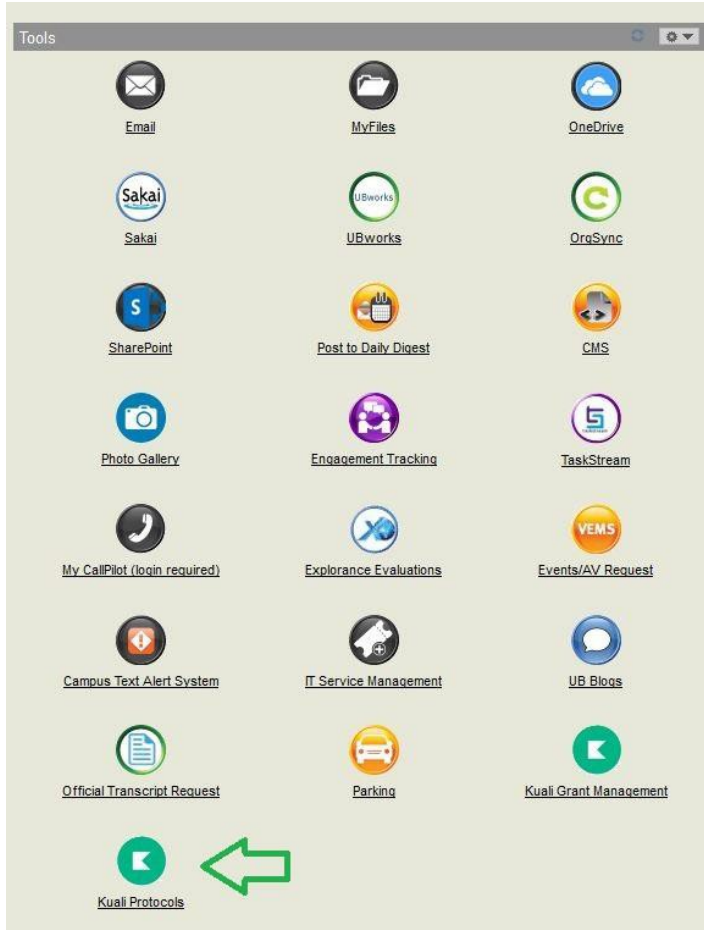 Tools
Email
MyFiles
OneDrive
Sakai
UBworks
Sakai
UBworks
OrgSync
S
SharePoint
Post to Daily Digest
CMS
Photo Gallery
Engagement Tracking
TaskStream
VEMS
My CallPilot (login required)
Explorance Evaluations
Events/AV Request
Campus Text Alert System
IT Service Management
UB Blogs
Official Transcript Request
Parking
Kuali Grant Management
Kuali Protocols